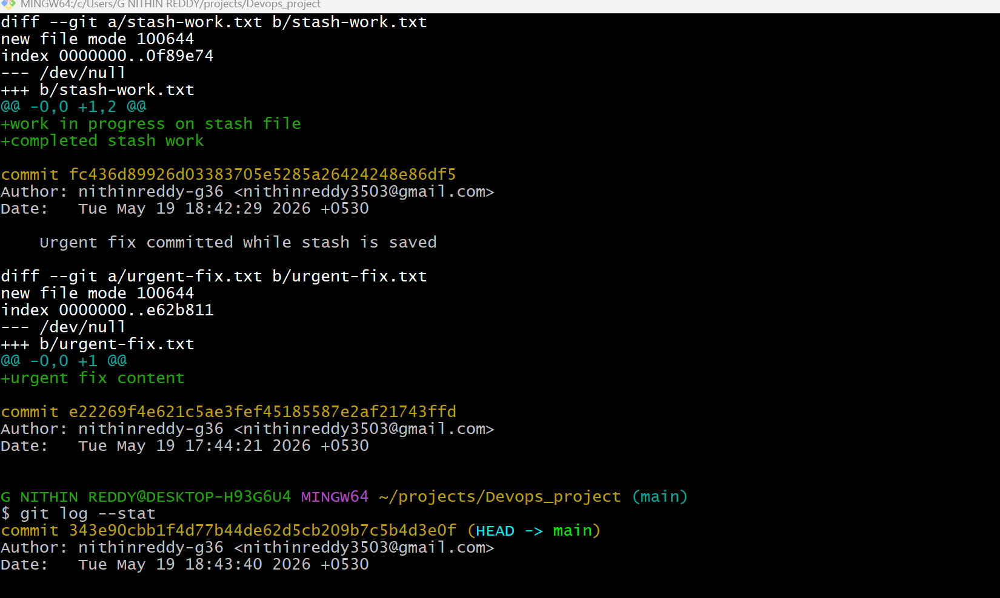 MINGW64:/c/Users/G NITHIN REDDY/projects/Devops_project
diff --git a/stash-work.txt b/stash-work.txt
new file mode 100644
index 0000000..0f89e74
--- /dev/null
+++ b/stash-work.txt
@@ -0,0 +1,2 @@
+work in progress on stash file
+completed stash work
commit fc436d89926d03383705e5285a26424248e86df5
Author: nithinreddy-g36 <nithinreddy3503@gmail.com>
Date:   Tue May 19 18:42:29 2026 +0530
    Urgent fix committed while stash is saved
diff --git a/urgent-fix.txt b/urgent-fix.txt
new file mode 100644
index 0000000..e62b811
--- /dev/null
+++ b/urgent-fix.txt
@@ -0,0 +1 @@
+urgent fix content
commit e22269f4e621c5ae3fef45185587e2af21743ffd
Author: nithinreddy-g36 <nithinreddy3503@gmail.com>
Date:   Tue May 19 17:44:21 2026 +0530
G NITHIN REDDY@DESKTOP-H93G6U4 MINGW64 ~/projects/Devops_project (main)
$ git log --stat
commit 343e90cbb1f4d77b44de62d5cb209b7c5b4d3e0f (HEAD -> main)
Author: nithinreddy-g36 <nithinreddy3503@gmail.com>
Date:   Tue May 19 18:43:40 2026 +0530